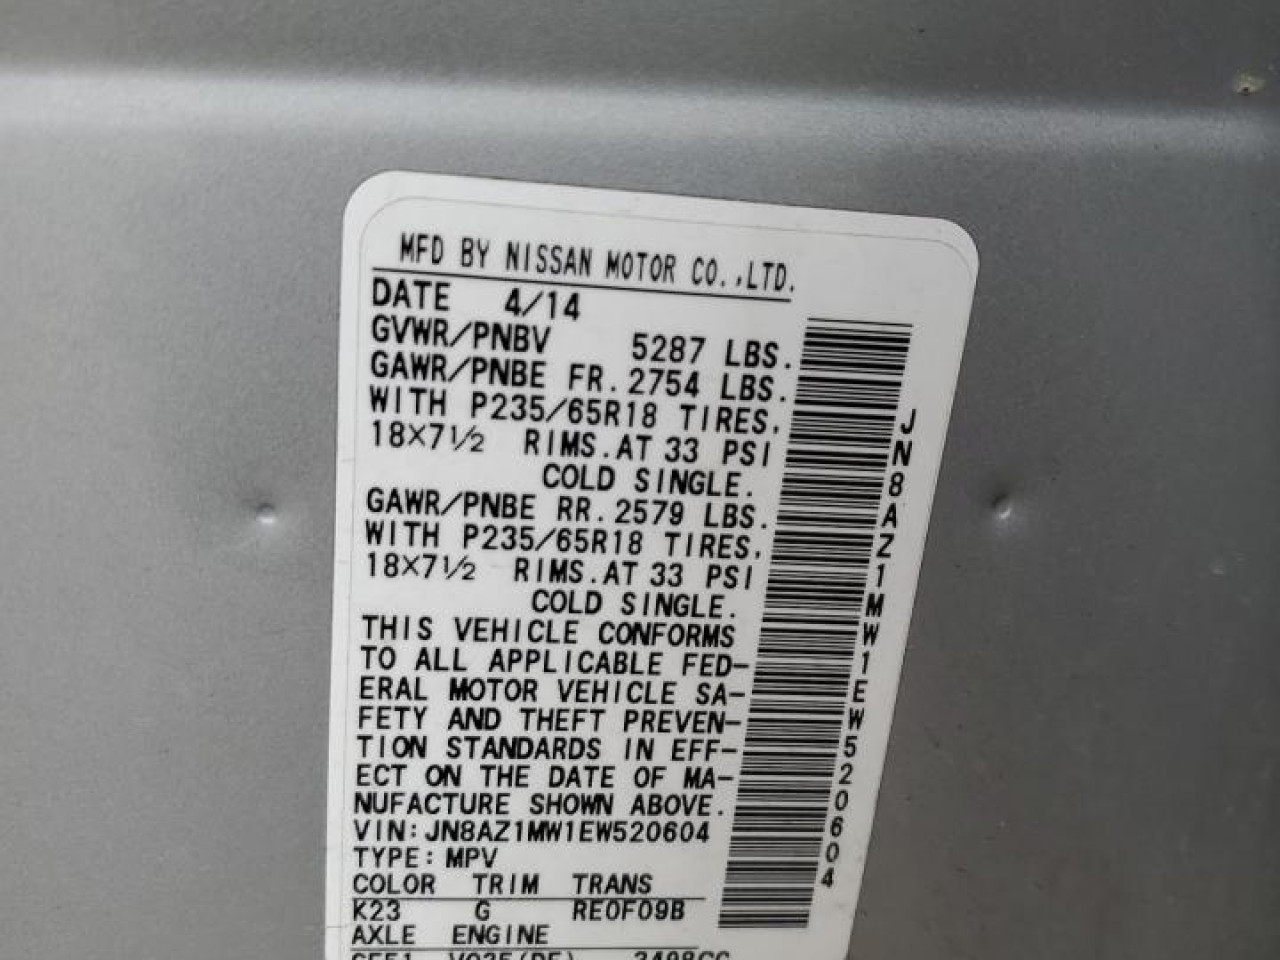 MFD BY NISSAN MOTOR CO.,LTD.
DATE 4/14
GVWR/PNBV 5287 LBS.
GAWR/PNBE FR. 2754 LBS.
WITH P235/65R18 TIRES.
18×7½ RIMS.AT 33 PSI
COLD SINGLE.
GAWR/PNBE RR. 2579 LBS.
WITH P235/65R18 TIRES,
18×7½ RIMS.AT 33 PSI
COLD SINGLE.
THIS VEHICLE CONFORMS
TO ALL APPLICABLE FED-
ERAL MOTOR VEHICLE SA-
FETY AND THEFT PREVEN-
TION STANDARDS IN EFF-
ECT ON THE DATE OF MA-
NUFACTURE SHOWN ABOVE.
VIN:JN8AZ1MW1EW520604
TYPE:MPV
COLOR TRIM TRANS
K23 G RE0F09B
AXLE ENGINE
JN8AZ1MW1EW520604